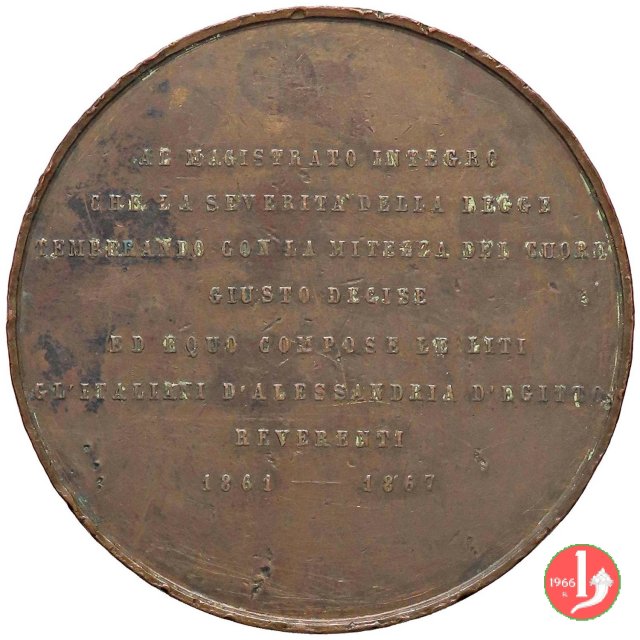 AL MAGISTRATO INTEGRO
CHE LA SEVERITA' DELLA LEGGE
TEMPERANDO CON LA MITEZZA DEL CUORE
GIUSTO DECISE
ED EQUO COMPOSE LE LITI
GL'ITALIANI D'ALESSANDRIA D'EGITTO
REVERENTI
1861 — 1867
1966